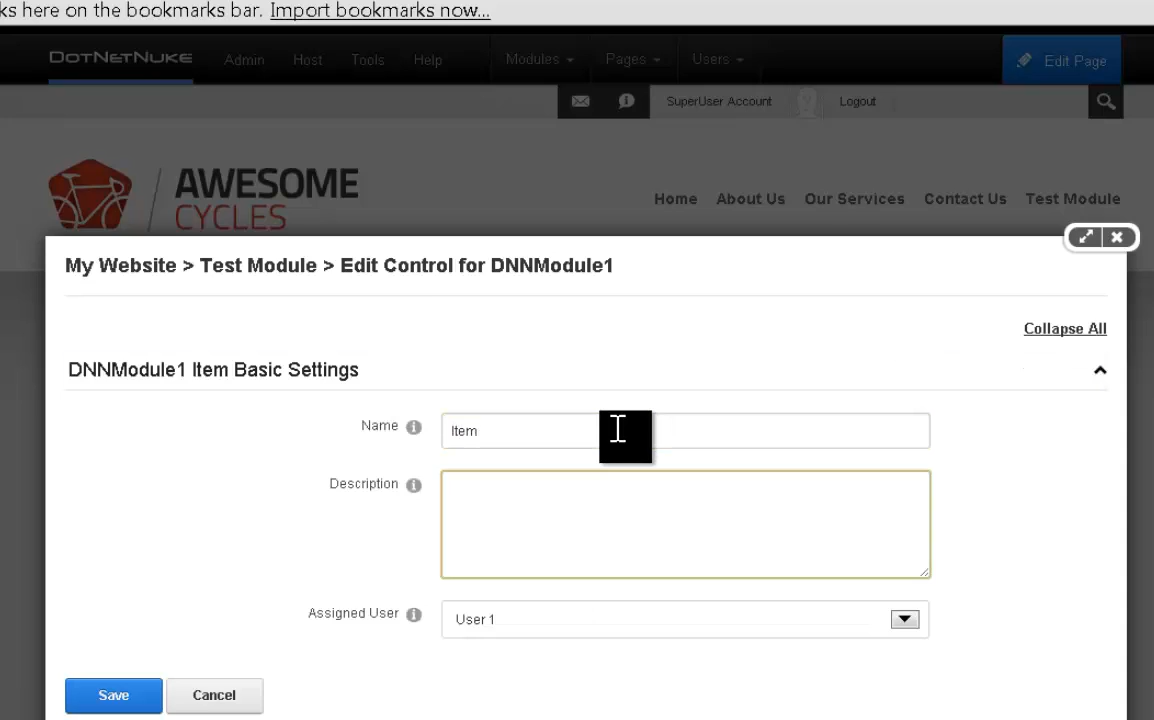 ks here on the bookmarks bar. Import bookmarks now...
DOTNETNUKE Admin Host Tools Help Modules Pages Users Edit Page
SuperUser Account Logout
AWESOME
CYCLES
Home About Us Our Services Contact Us Test Module
My Website > Test Module > Edit Control for DNNModule1
Collapse All
DNNModule1 Item Basic Settings
Name Item
Description
Assigned User User 1
Save Cancel